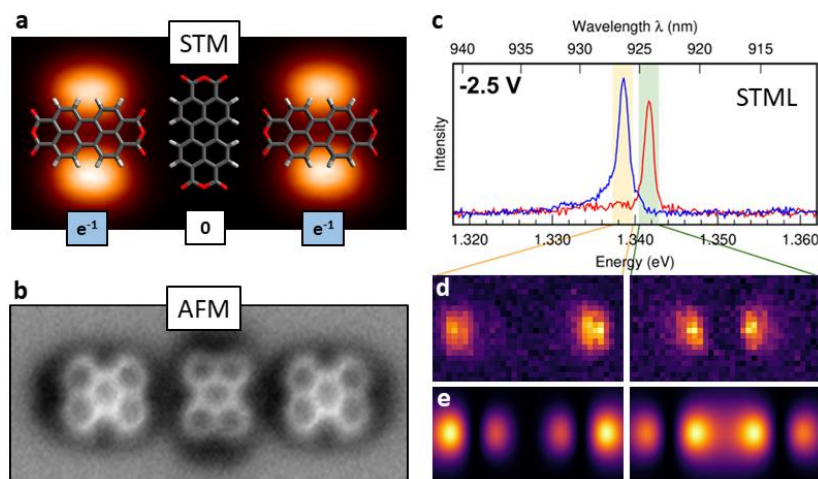 a
STM
e⁻¹
0
e⁻¹
b
AFM
c
Wavelength λ (nm)
940 935 930 925 920 915
-2.5 V
STML
Intensity
1.320 1.330 1.340 1.350 1.360
Energy (eV)
d
e